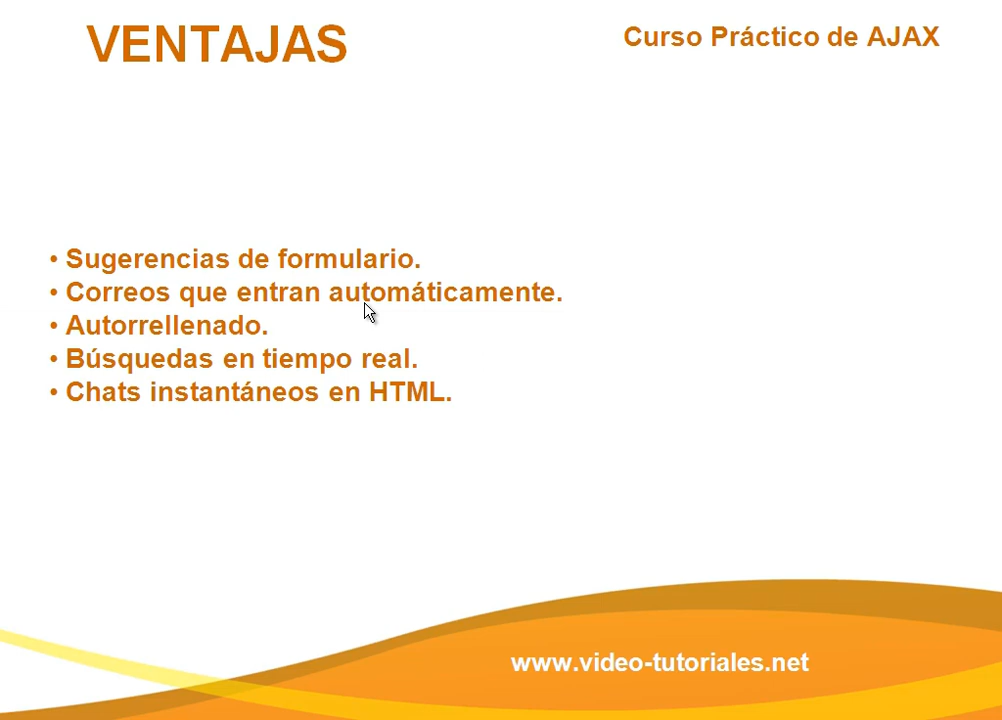 VENTAJAS
Curso Práctico de AJAX
• Sugerencias de formulario.
• Correos que entran automáticamente.
• Autorrellenado.
• Búsquedas en tiempo real.
• Chats instantáneos en HTML.
www.video-tutoriales.net